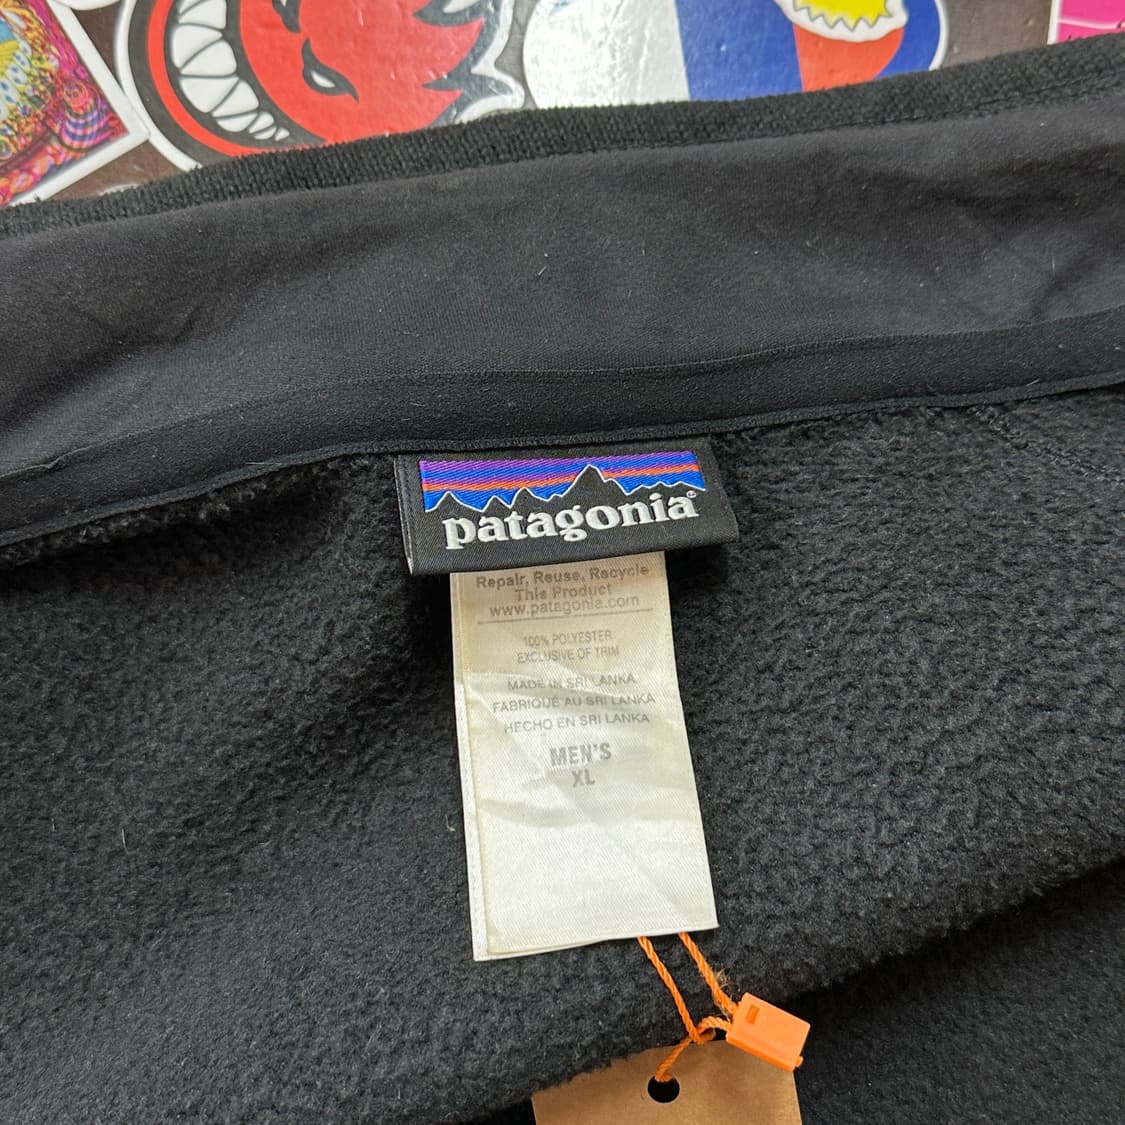 patagonia®
Repair, Reuse, Recycle
This Product
www.patagonia.com
100% POLYESTER
EXCLUSIVE OF TRIM
MADE IN SRI LANKA
FABRIQUÉ AU SRI LANKA
HECHO EN SRI LANKA
MEN'S
XL